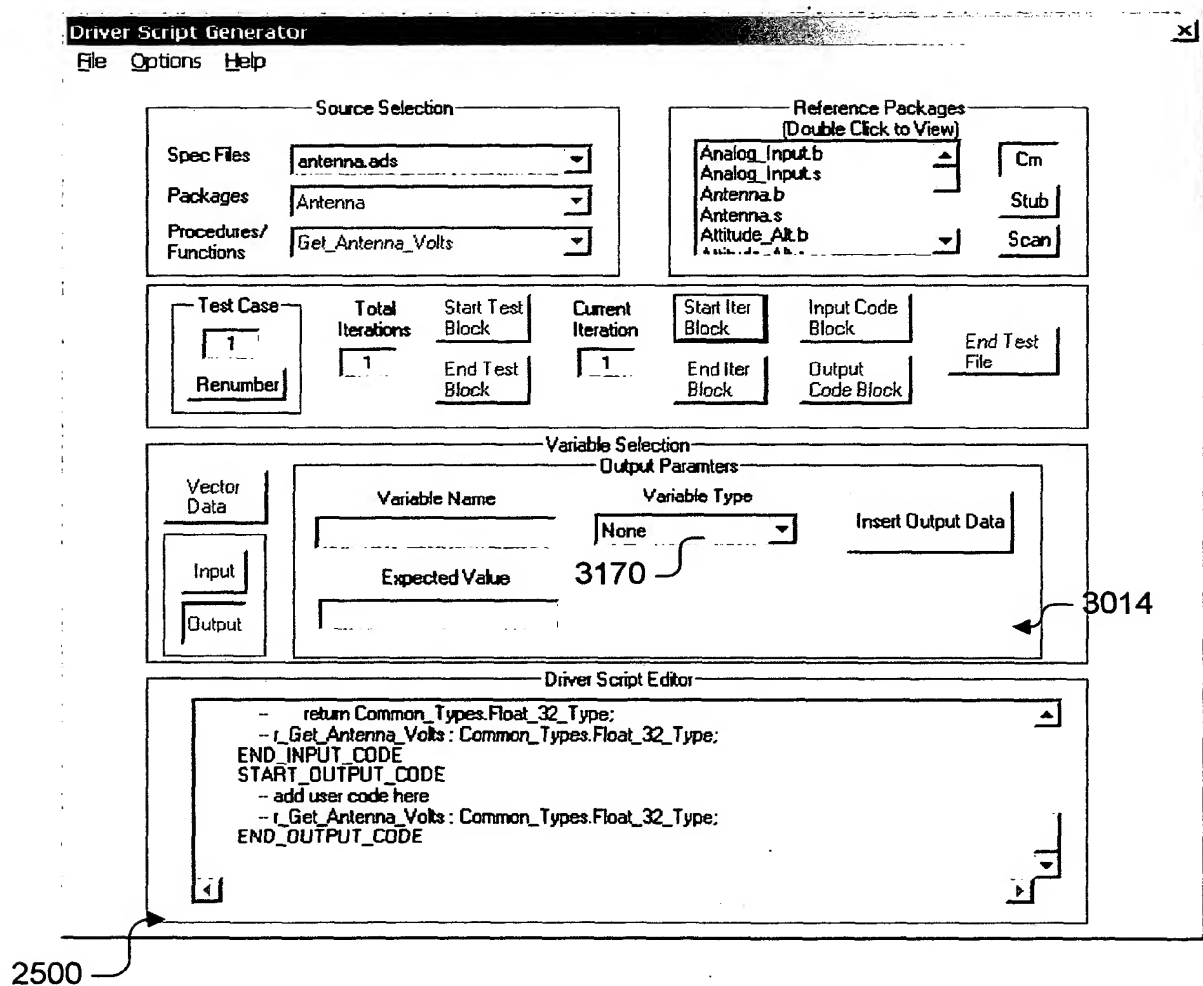 Driver Script Generator
File Options Help
Source Selection
Spec Files antenna.ads
Packages Antenna
Procedures/
Functions
Get_Antenna_Volts
Reference Packages
(Double Click to View)
Analog_Input.b
Analog_Input.s
Antenna.b
Antenna.s
Attitude_Alt.b
Cm
Stub
Scan
Test Case
1
Renumber
Total
Iterations
1
Start Test
Block
End Test
Block
Current
Iteration
1
Start Iter
Block
End Iter
Block
Input Code
Block
Output
Code Block
End Test
File
Variable Selection
Output Paramters
Vector
Data
Input
Output
Variable Name
Variable Type
None
Insert Output Data
Expected Value
3170
3014
Driver Script Editor
-- return Common_Types.Float_32_Type;
-- r_Get_Antenna_Volts : Common_Types.Float_32_Type;
END_INPUT_CODE
START_OUTPUT_CODE
-- add user code here
-- r_Get_Antenna_Volts : Common_Types.Float_32_Type;
END_OUTPUT_CODE
2500